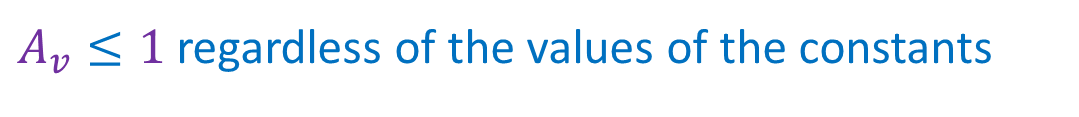 A_v ≤ 1 regardless of the values of the constants